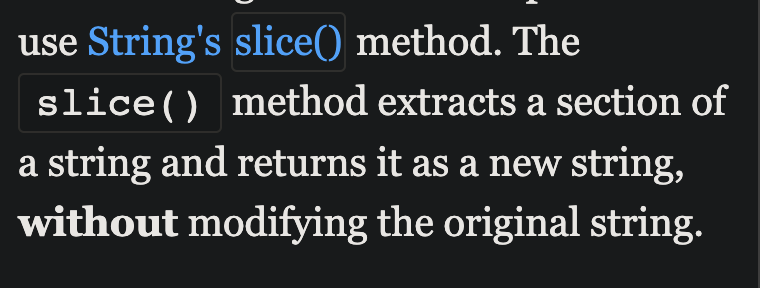 use String's slice() method. The
slice() method extracts a section of
a string and returns it as a new string,
without modifying the original string.